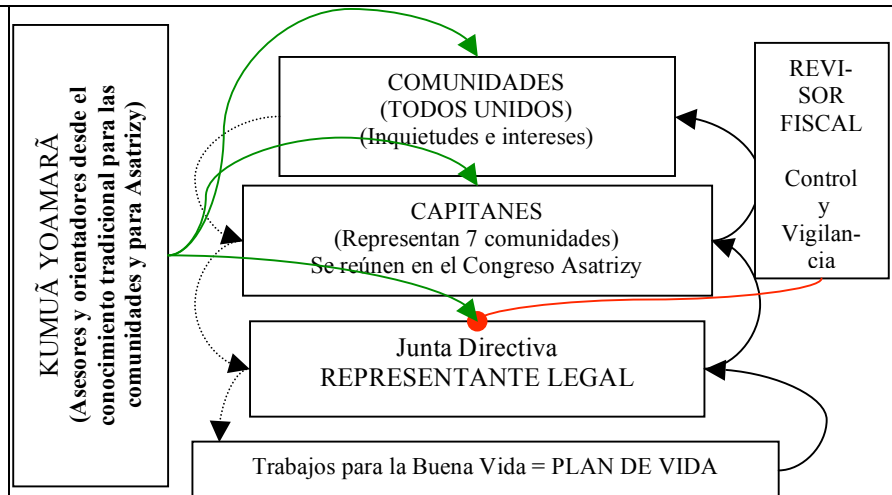 KUMUÃ YOAMARÃ
(Asesores y orientadores desde el
conocimiento tradicional para las
comunidades y para Asatrizy)
COMUNIDADES
(TODOS UNIDOS)
(Inquietudes e intereses)
CAPITANES
(Representan 7 comunidades)
Se reúnen en el Congreso Asatrizy
Junta Directiva
REPRESENTANTE LEGAL
Trabajos para la Buena Vida = PLAN DE VIDA
REVI-
SOR
FISCAL
Control
y
Vigilan-
cia